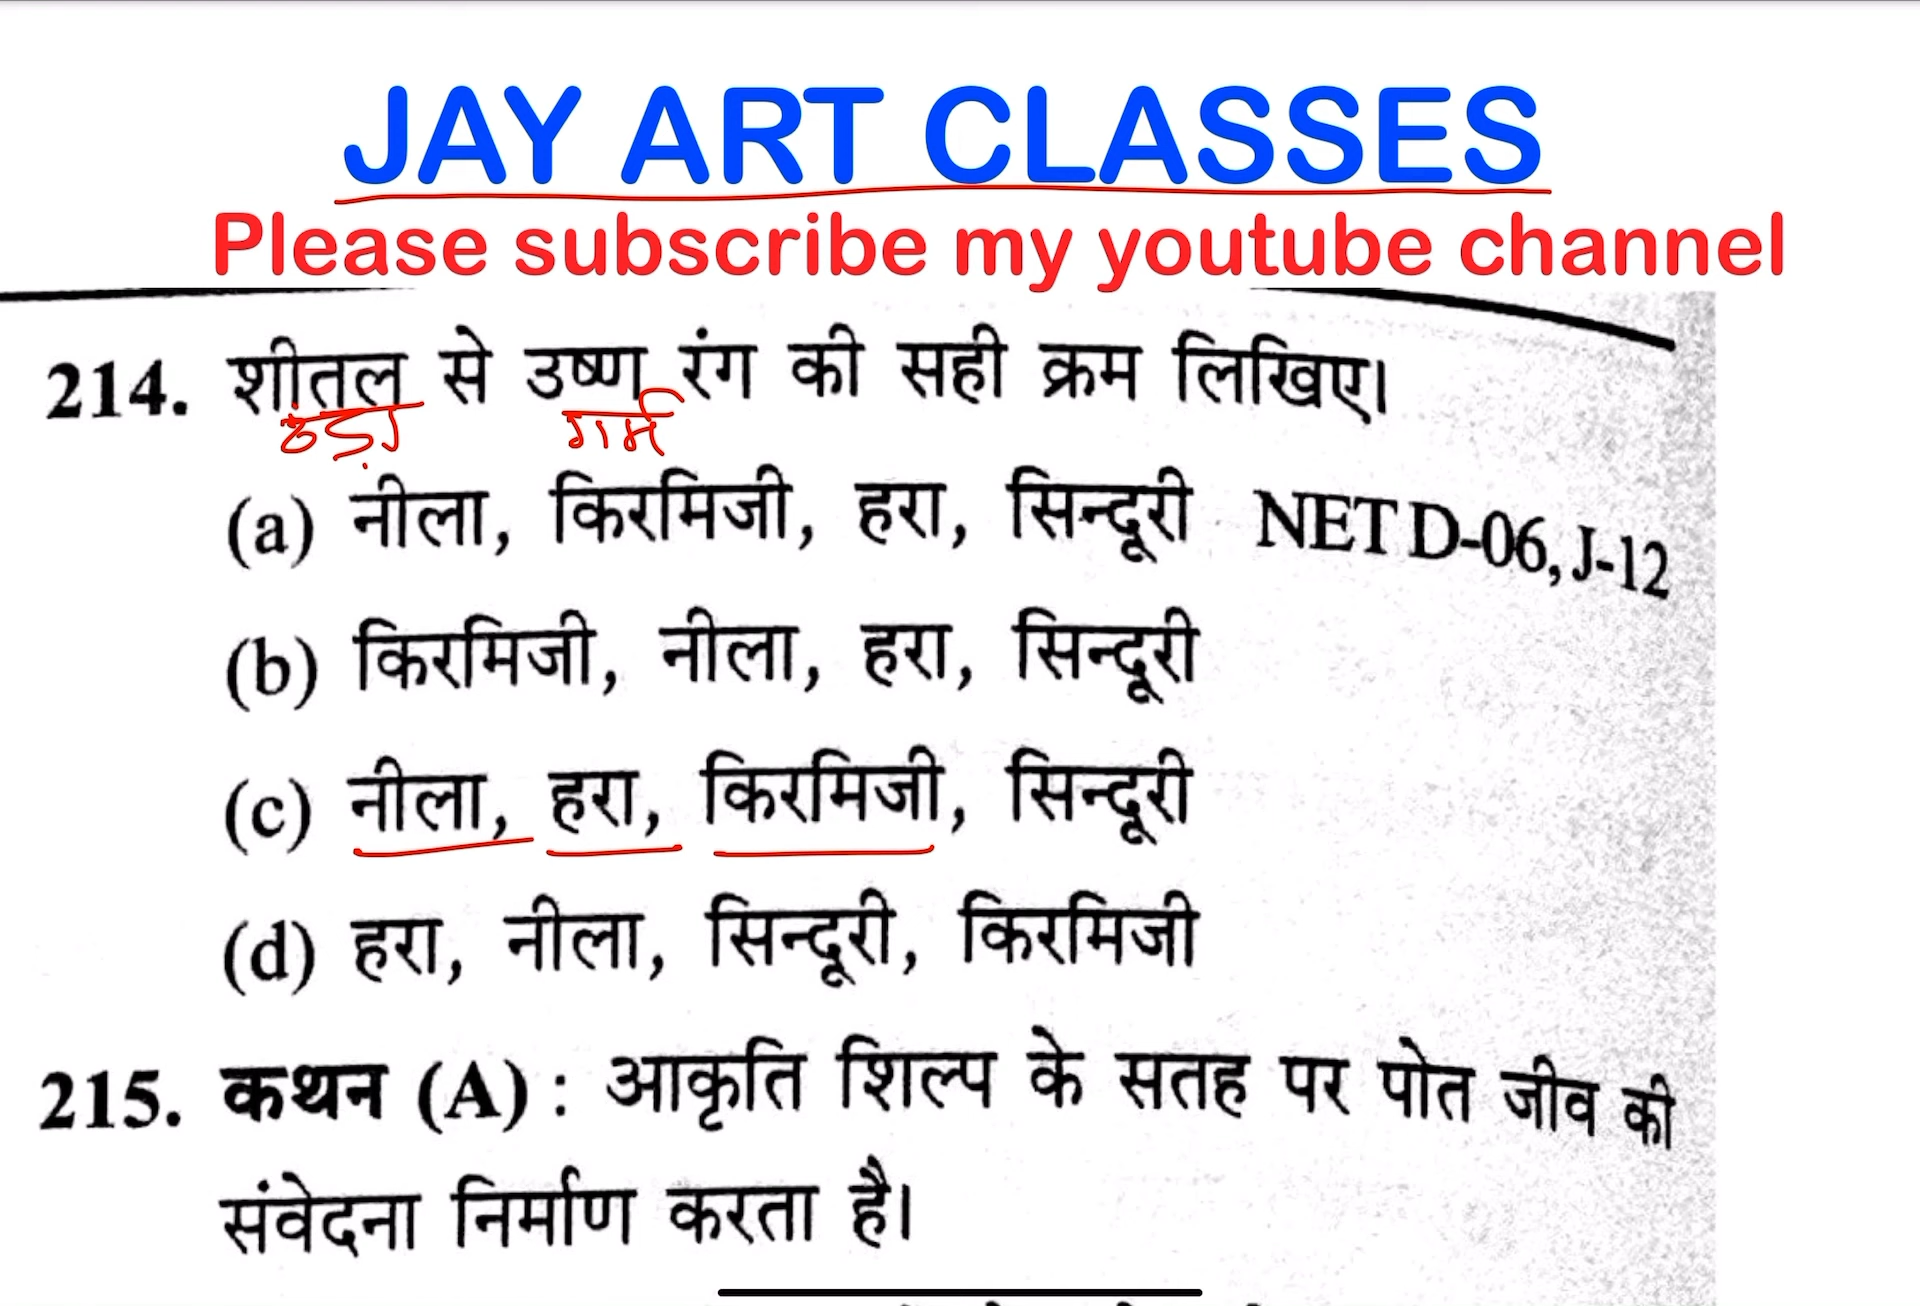 JAY ART CLASSES
Please subscribe my youtube channel
214. शीतल से उष्ण रंग की सही क्रम लिखिए।
ठंडा गर्म
(a) नीला, किरमिजी, हरा, सिन्दूरी NET D-06, J-12
(b) किरमिजी, नीला, हरा, सिन्दूरी
(c) नीला, हरा, किरमिजी, सिन्दूरी
(d) हरा, नीला, सिन्दूरी, किरमिजी
215. कथन (A) : आकृति शिल्प के सतह पर पोत जीव की
संवेदना निर्माण करता है।